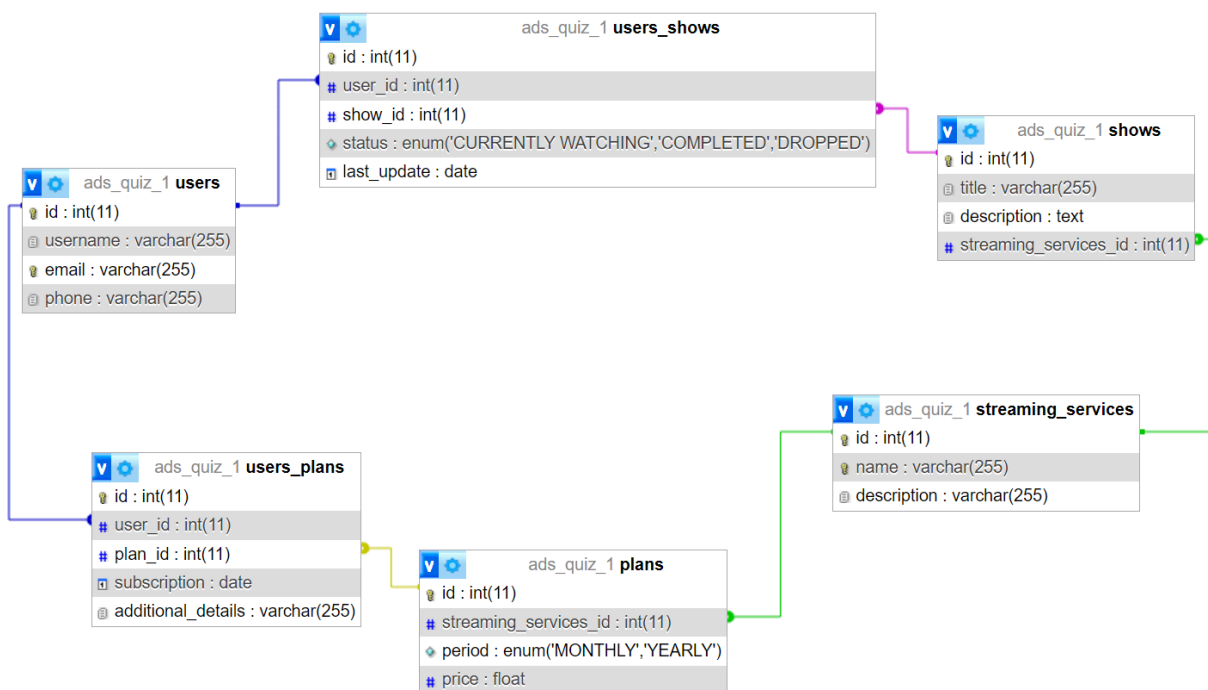 ads_quiz_1 users_shows
id : int(11)
user_id : int(11)
show_id : int(11)
status : enum('CURRENTLY WATCHING','COMPLETED','DROPPED')
last_update : date
ads_quiz_1 shows
id : int(11)
title : varchar(255)
description : text
streaming_services_id : int(11)
ads_quiz_1 users
id : int(11)
username : varchar(255)
email : varchar(255)
phone : varchar(255)
ads_quiz_1 streaming_services
id : int(11)
name : varchar(255)
description : varchar(255)
ads_quiz_1 users_plans
id : int(11)
user_id : int(11)
plan_id : int(11)
subscription : date
additional_details : varchar(255)
ads_quiz_1 plans
id : int(11)
streaming_services_id : int(11)
period : enum('MONTHLY','YEARLY')
price : float